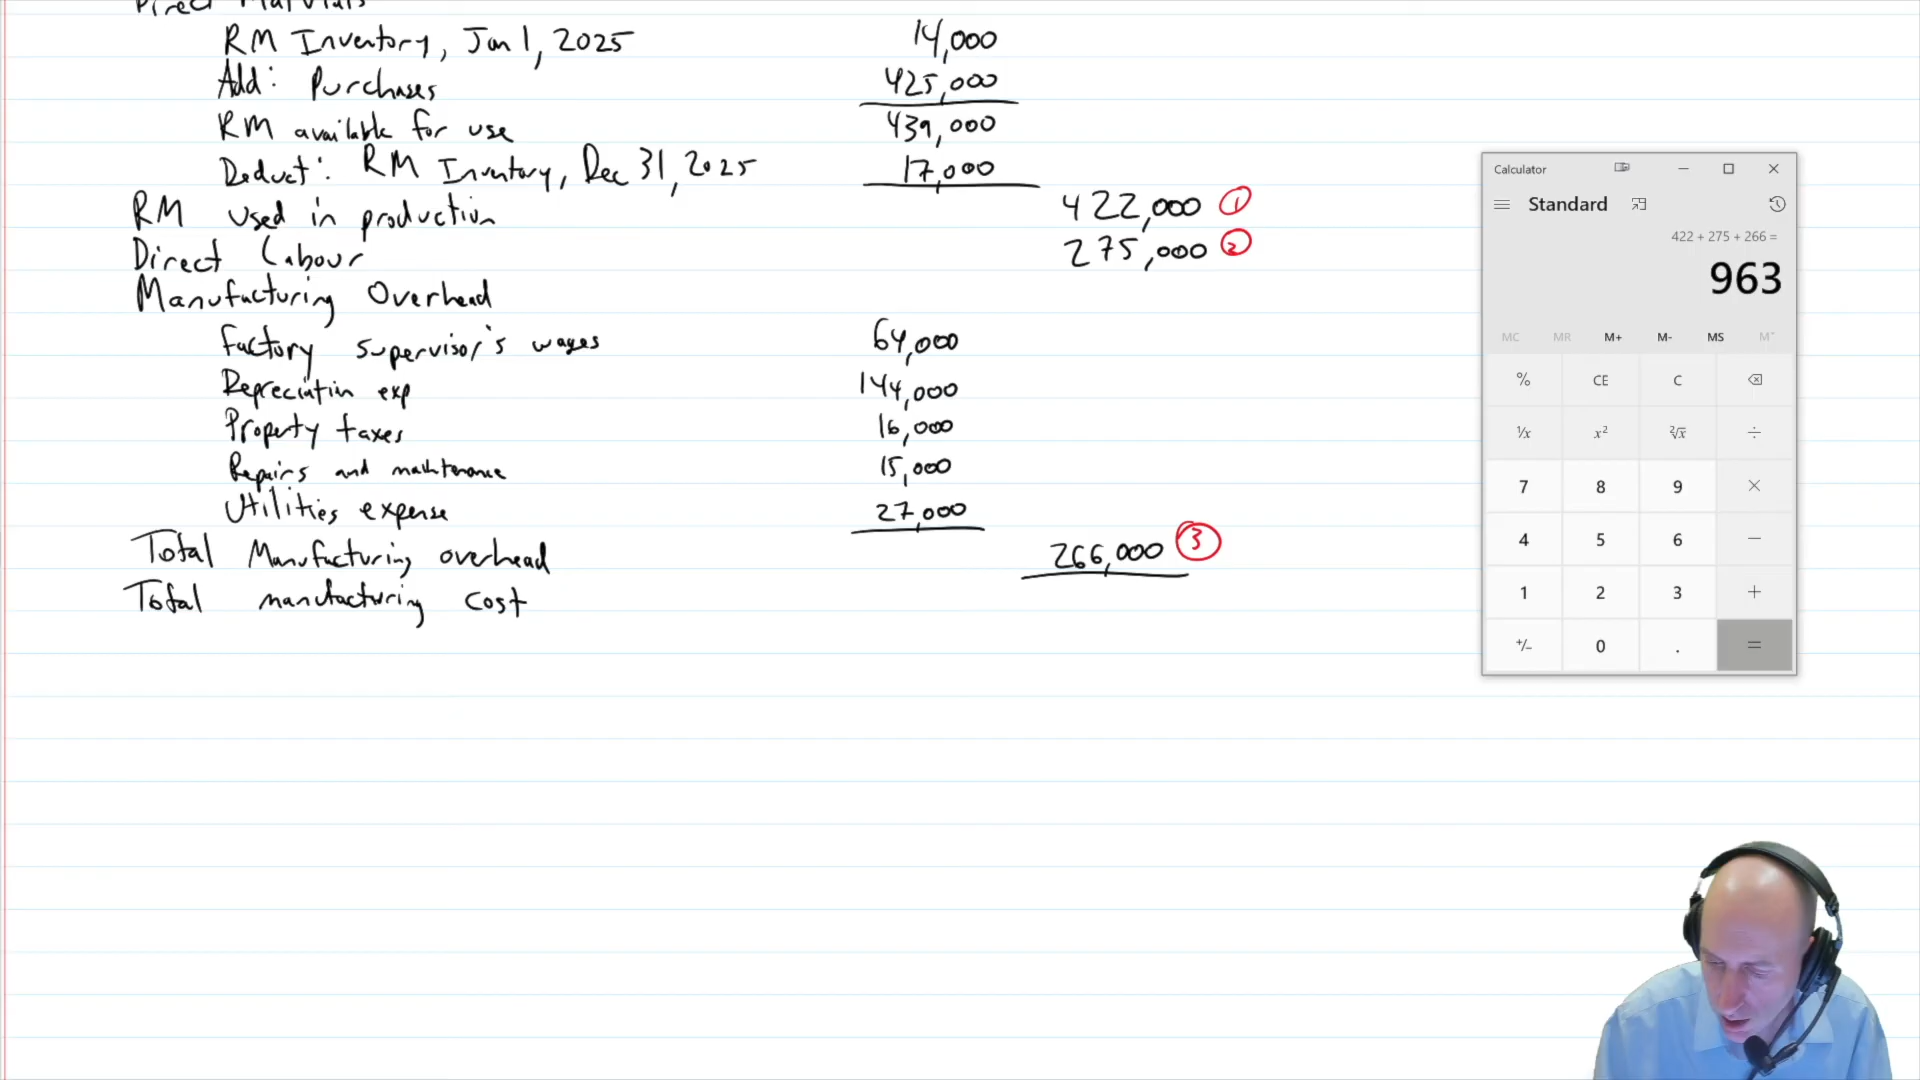 Direct Materials
RM Inventory, Jan 1, 2025 14,000
Add: Purchases 425,000
RM available for use 439,000
Deduct: RM Inventory, Dec 31, 2025 17,000
RM used in production 422,000 1
Direct Labour 275,000 2
Manufacturing Overhead
Factory supervisor's wages 64,000
Depreciation exp 144,000
Property taxes 16,000
Repairs and maintenance 15,000
Utilities expense 27,000
Total Manufacturing overhead 266,000 3
Total manufacturing cost
Calculator
Standard
422 + 275 + 266 =
963
MC MR M+ M- MS M˅
% CE C
¹/x x² ²√x ÷
7 8 9 ×
4 5 6 −
1 2 3 +
+/− 0 . =